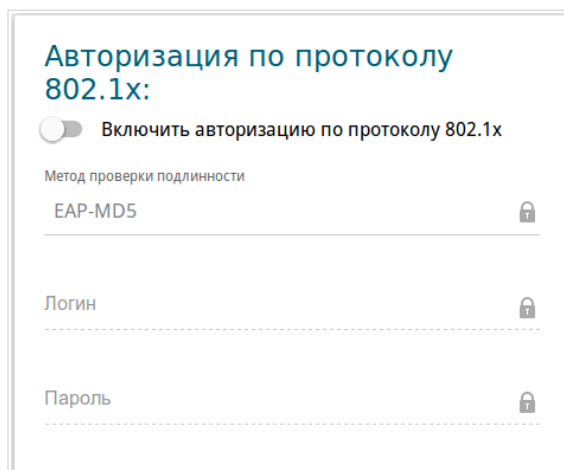 Авторизация по протоколу
802.1x:
Включить авторизацию по протоколу 802.1x
Метод проверки подлинности
EAP-MD5
Логин
Пароль